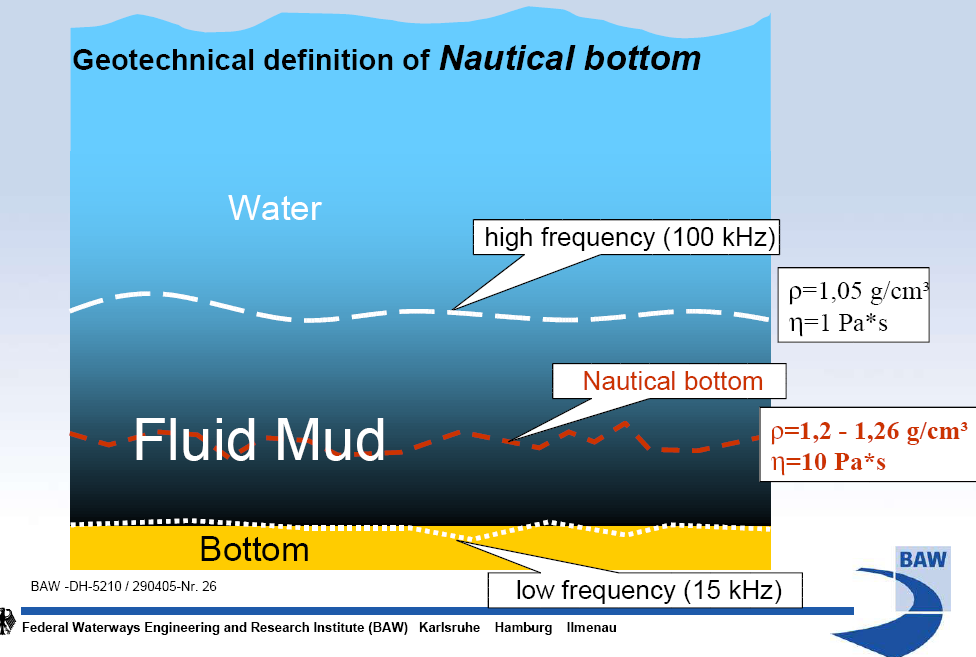 Geotechnical definition of Nautical bottom
Water
high frequency (100 kHz)
ρ=1,05 g/cm³
η=1 Pa*s
Nautical bottom
Fluid Mud
ρ=1,2 - 1,26 g/cm³
η=10 Pa*s
Bottom
low frequency (15 kHz)
BAW -DH-5210 / 290405-Nr. 26
BAW
Federal Waterways Engineering and Research Institute (BAW) Karlsruhe Hamburg Ilmenau